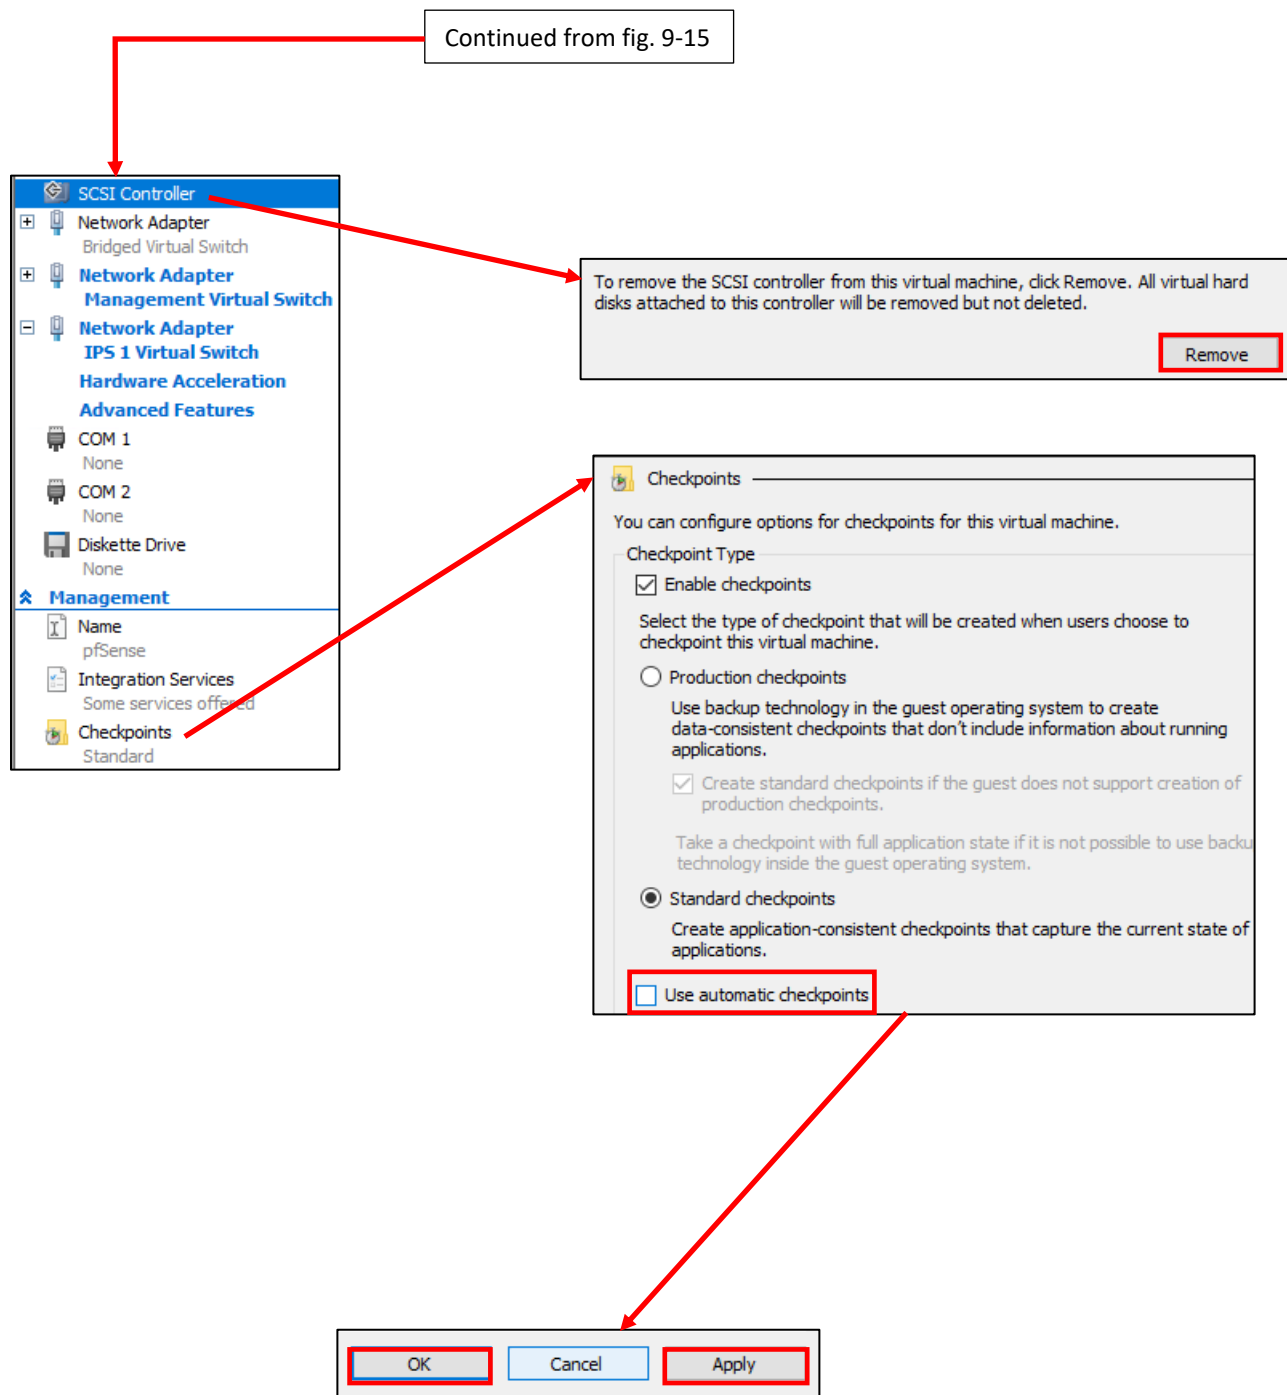 Continued from fig. 9-15
SCSI Controller
Network Adapter
Bridged Virtual Switch
Network Adapter
Management Virtual Switch
Network Adapter
IPS 1 Virtual Switch
Hardware Acceleration
Advanced Features
COM 1
None
COM 2
None
Diskette Drive
None
Management
Name
pfSense
Integration Services
Some services offered
Checkpoints
Standard
To remove the SCSI controller from this virtual machine, click Remove. All virtual hard
disks attached to this controller will be removed but not deleted.
Remove
Checkpoints
You can configure options for checkpoints for this virtual machine.
Checkpoint Type
Enable checkpoints
Select the type of checkpoint that will be created when users choose to
checkpoint this virtual machine.
Production checkpoints
Use backup technology in the guest operating system to create
data-consistent checkpoints that don't include information about running
applications.
Create standard checkpoints if the guest does not support creation of
production checkpoints.
Take a checkpoint with full application state if it is not possible to use backu
technology inside the guest operating system.
Standard checkpoints
Create application-consistent checkpoints that capture the current state of
applications.
Use automatic checkpoints
OK
Cancel
Apply